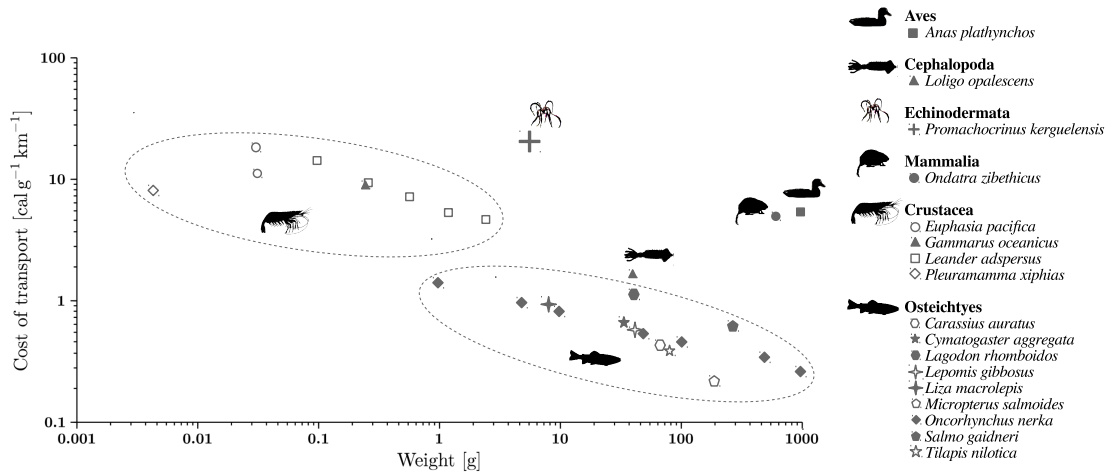 Cost of transport [cal g⁻¹ km⁻¹]
100
10
1
0.1
0.001
0.01
0.1
1
10
100
1000
Weight [g]
Aves
Anas plathynchos
Cephalopoda
Loligo opalescens
Echinodermata
Promachocrinus kerguelensis
Mammalia
Ondatra zibethicus
Crustacea
Euphasia pacifica
Gammarus oceanicus
Leander adspersus
Pleuramamma xiphias
Osteichtyes
Carassius auratus
Cymatogaster aggregata
Lagodon rhomboidos
Lepomis gibbosus
Liza macrolepis
Micropterus salmoides
Oncorhynchus nerka
Salmo gaidneri
Tilapis nilotica